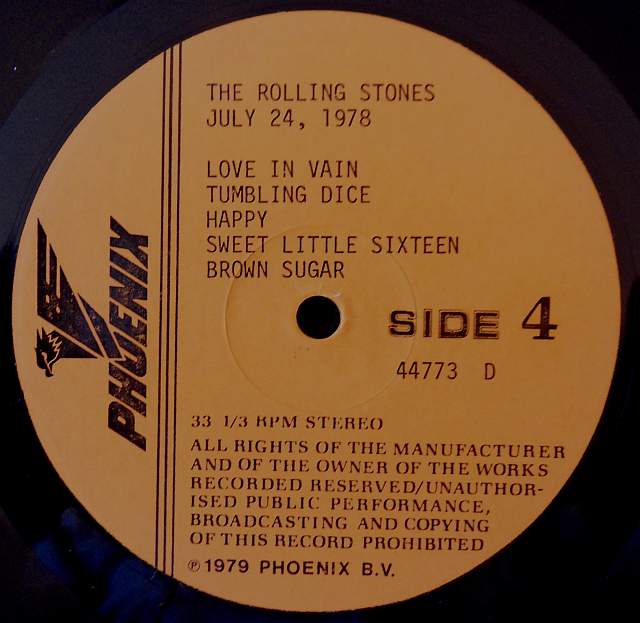 THE ROLLING STONES
JULY 24, 1978
LOVE IN VAIN
TUMBLING DICE
HAPPY
SWEET LITTLE SIXTEEN
BROWN SUGAR
PHOENIX
SIDE 4
44773 D
33 1/3 RPM STEREO
ALL RIGHTS OF THE MANUFACTURER
AND OF THE OWNER OF THE WORKS
RECORDED RESERVED/UNAUTHOR-
ISED PUBLIC PERFORMANCE,
BROADCASTING AND COPYING
OF THIS RECORD PROHIBITED
℗ 1979 PHOENIX B.V.